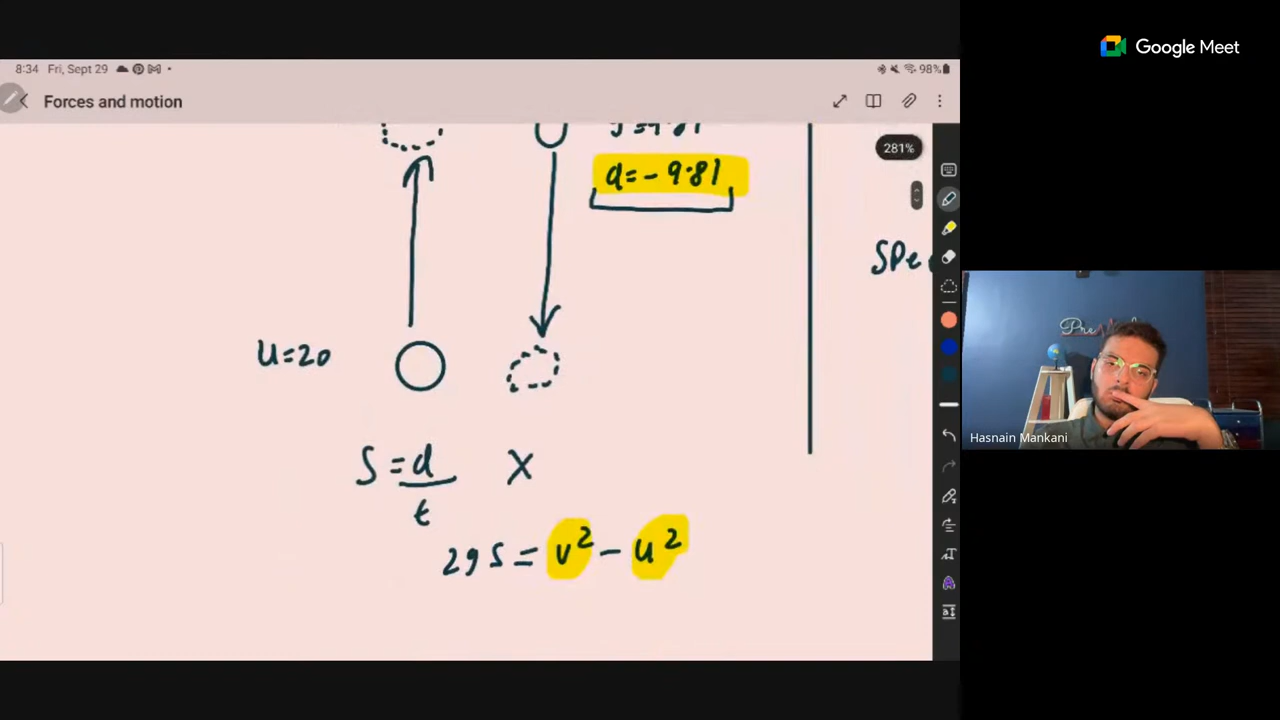 Google Meet
8:34 Fri, Sept 29
98%
Forces and motion
281%
a = - 9.81
SPe
U=20
S = d/t X
2gs = v² - u²
Hasnain Mankani